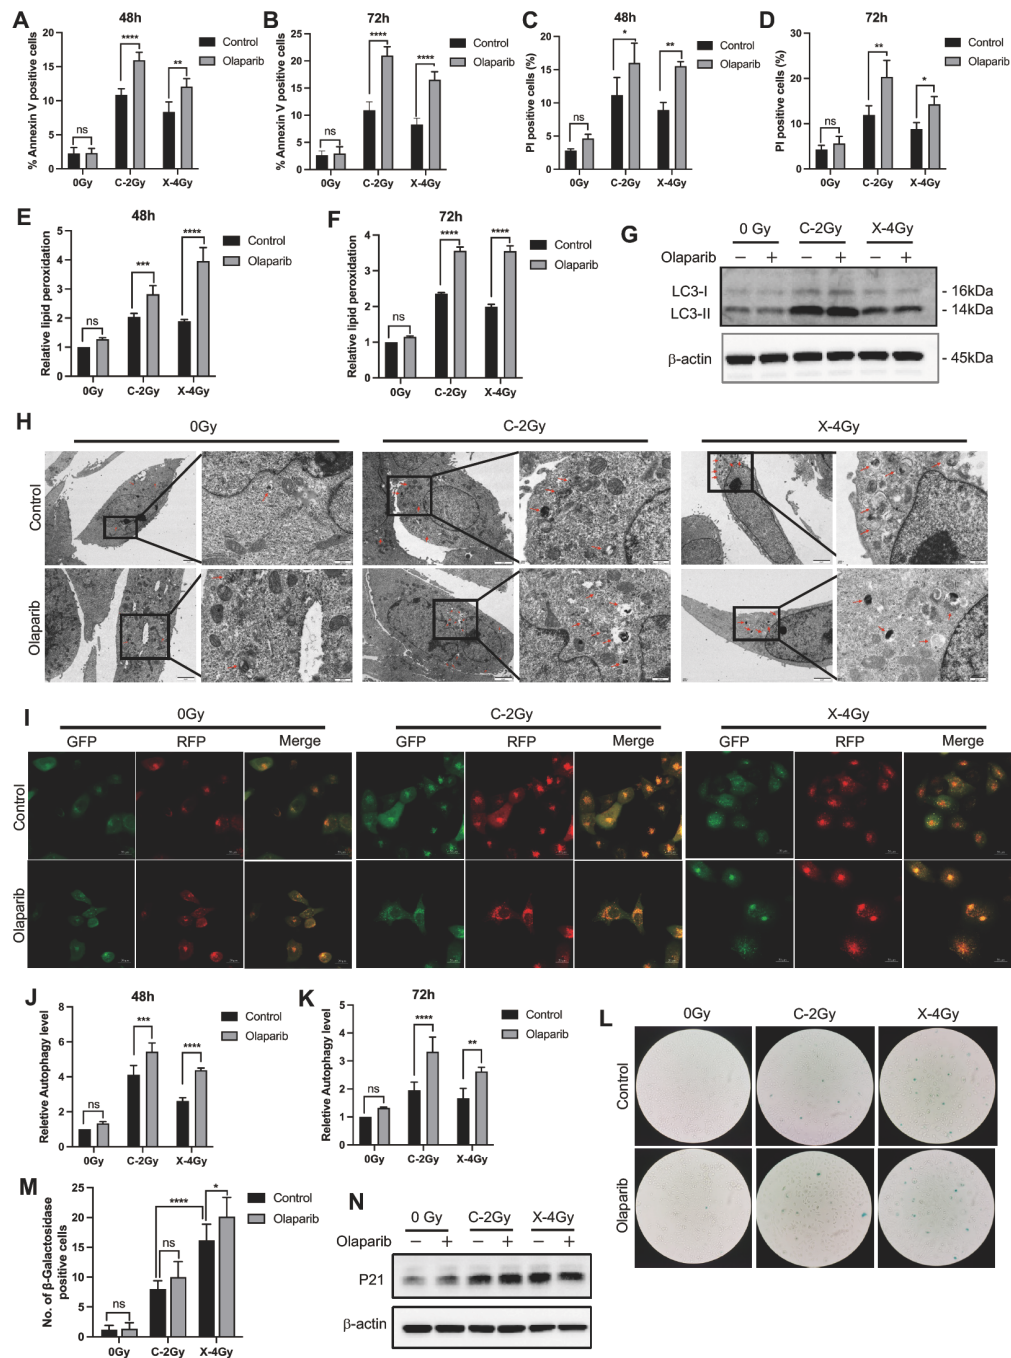 A
48h
% Annexin V positive cells
20
15
10
5
0
ns
****
**
0Gy C-2Gy X-4Gy
Control
Olaparib
B
72h
% Annexin V positive cells
25
20
15
10
5
0
ns
****
****
0Gy C-2Gy X-4Gy
Control
Olaparib
C
48h
PI positive cells (%)
20
15
10
5
0
ns
*
**
0Gy C-2Gy X-4Gy
Control
Olaparib
D
72h
PI positive cells (%)
30
20
10
0
ns
**
*
0Gy C-2Gy X-4Gy
Control
Olaparib
E
48h
Relative lipid peroxidation
5
4
3
2
1
0
ns
***
****
0Gy C-2Gy X-4Gy
Control
Olaparib
F
72h
Relative lipid peroxidation
4
3
2
1
0
ns
****
****
0Gy C-2Gy X-4Gy
Control
Olaparib
G
0 Gy C-2Gy X-4Gy
Olaparib − + − + − +
LC3-I - 16kDa
LC3-II - 14kDa
β-actin - 45kDa
H
0Gy C-2Gy X-4Gy
Control
Olaparib
I
0Gy C-2Gy X-4Gy
GFP RFP Merge GFP RFP Merge GFP RFP Merge
Control
Olaparib
J
48h
Reletive Autophagy level
8
6
4
2
0
ns
***
****
0Gy C-2Gy X-4Gy
Control
Olaparib
K
72h
Reletive Autophagy level
5
4
3
2
1
0
ns
****
**
0Gy C-2Gy X-4Gy
Control
Olaparib
L
0Gy C-2Gy X-4Gy
Control
Olaparib
M
No. of β-Galactosidase
positive cells
25
20
15
10
5
0
ns
ns
****
*
0Gy C-2Gy X-4Gy
Control
Olaparib
N
0 Gy C-2Gy X-4Gy
Olaparib − + − + − +
P21
β-actin